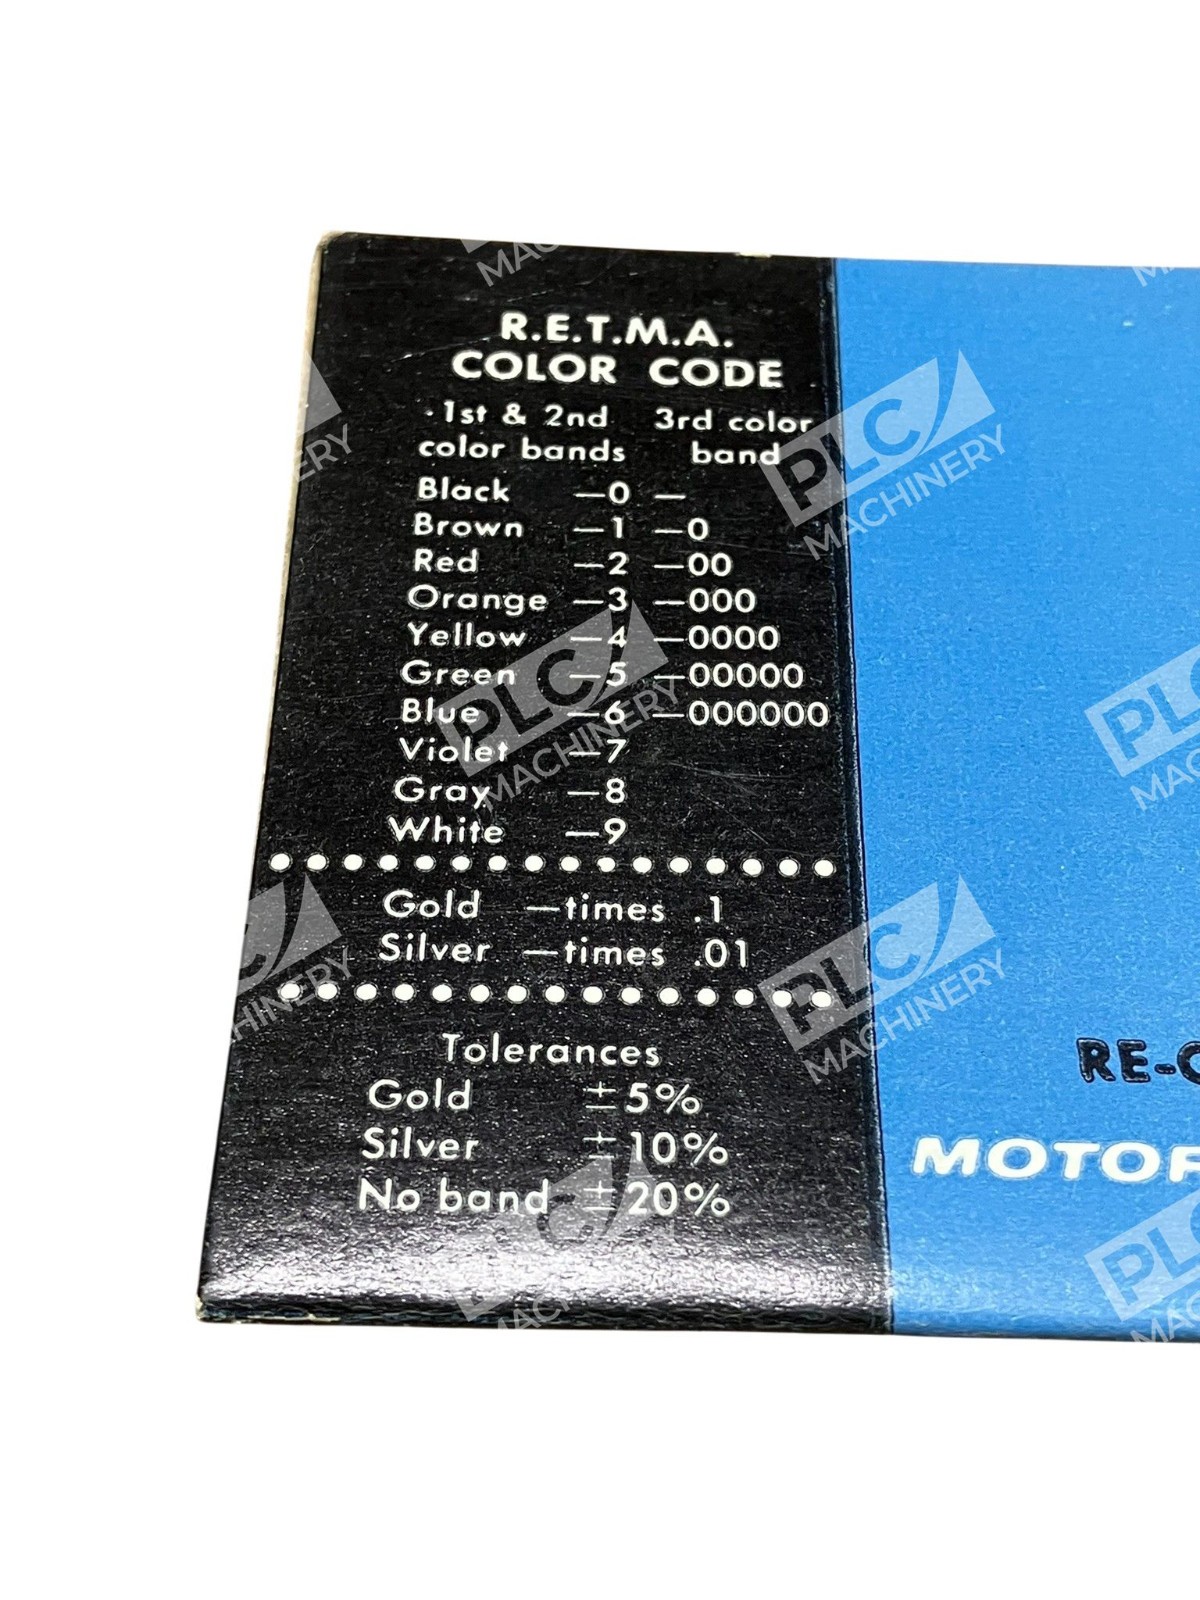 R.E.T.M.A.
COLOR CODE
1st & 2nd 3rd color
color bands band
Black —0 —
Brown —1 —0
Red —2 —00
Orange —3 —000
Yellow —4 —0000
Green —5 —00000
Blue —6 —000000
Violet —7
Gray —8
White —9
Gold —times .1
Silver —times .01
Tolerances
Gold ±5%
Silver ±10%
No band ±20%
PLC
MACHINERY